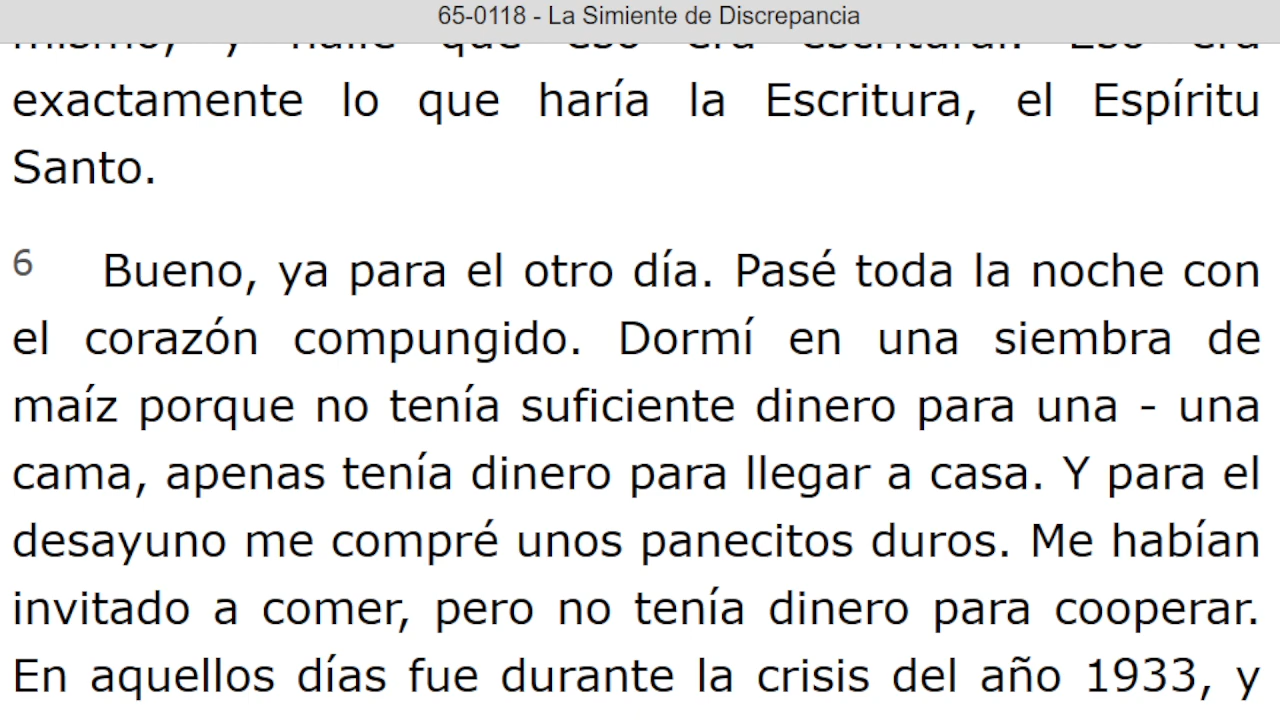 65-0118 - La Simiente de Discrepancia
exactamente lo que haría la Escritura, el Espíritu
Santo.
6 Bueno, ya para el otro día. Pasé toda la noche con
el corazón compungido. Dormí en una siembra de
maíz porque no tenía suficiente dinero para una - una
cama, apenas tenía dinero para llegar a casa. Y para el
desayuno me compré unos panecitos duros. Me habían
invitado a comer, pero no tenía dinero para cooperar.
En aquellos días fue durante la crisis del año 1933, y